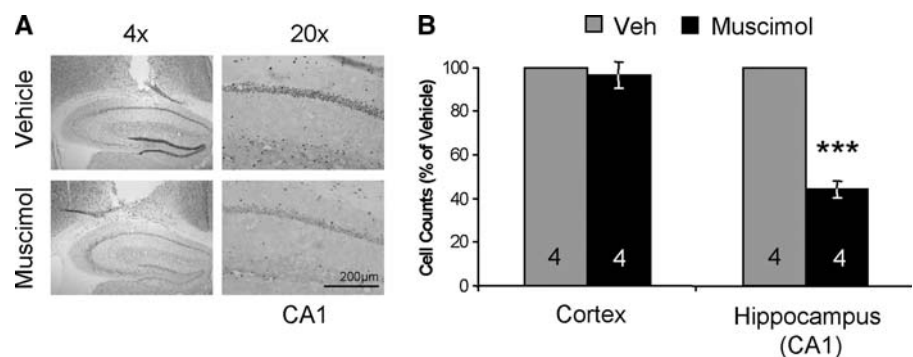 A
4x 20x
Vehicle
Muscimol
200µm
CA1
B
Veh Muscimol
Cell Counts (% of Vehicle)
100
80
60
40
20
0
4 4 4 4
***
Cortex Hippocampus
(CA1)